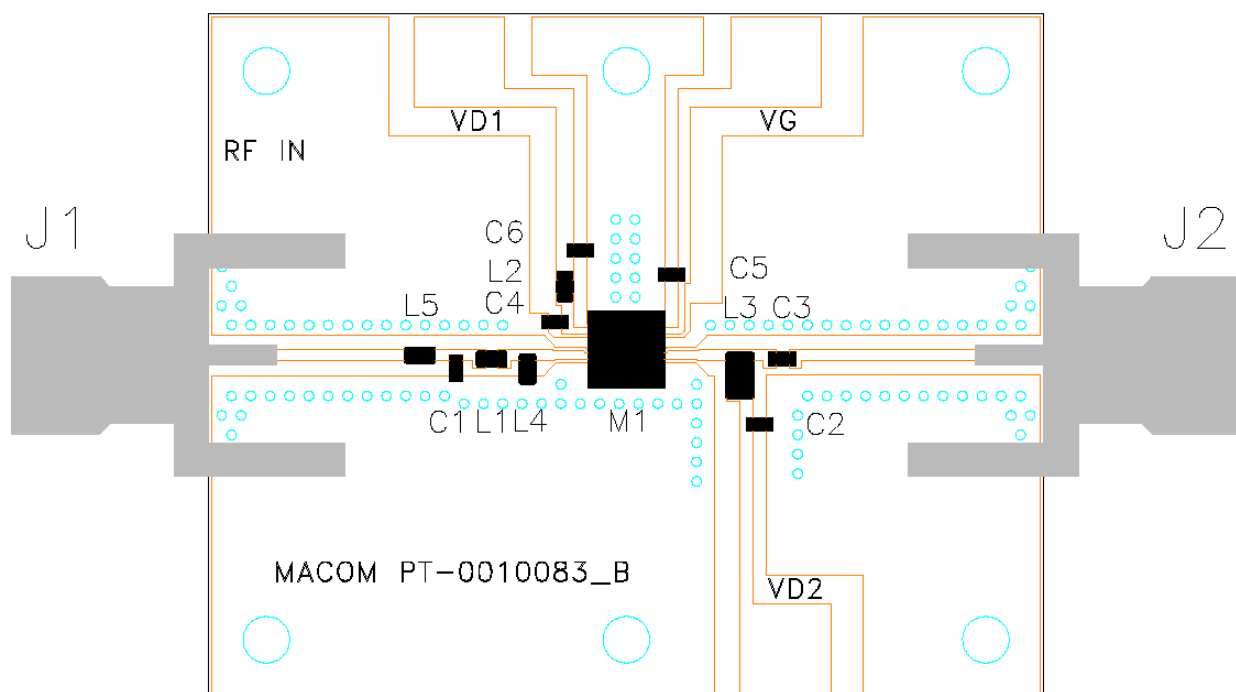 VD1 VG
RF IN
J1 J2
C6
L2 C5
C4
L5 L3 C3
C1 L1 L4 M1 C2
MACOM PT-0010083_B
VD2